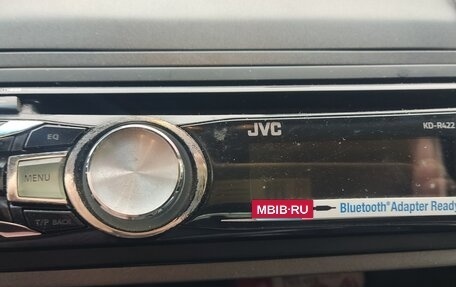 JVC
KD-R422
EQ
MENU
T/P BACK
MBIB.RU
Bluetooth® Adapter Ready